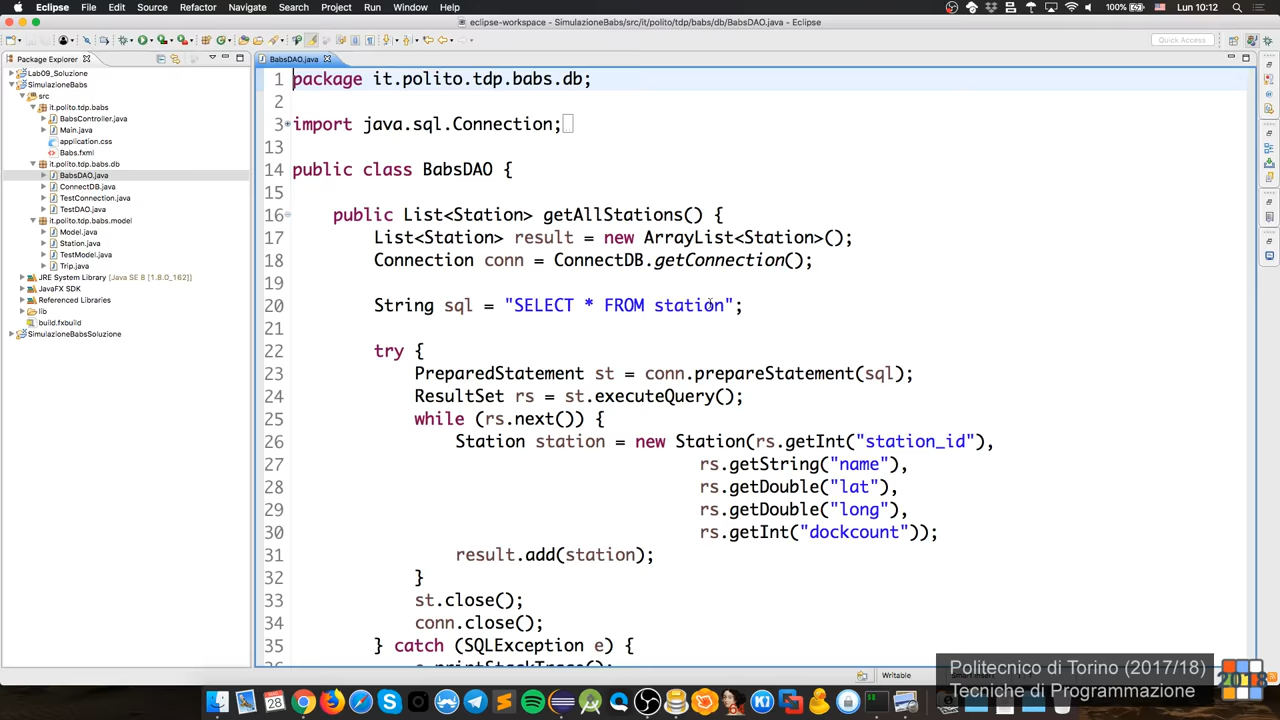 Eclipse File Edit Source Refactor Navigate Search Project Run Window Help 100% Lun 10:12
eclipse-workspace - SimulazioneBabs/src/it/polito/tdp/babs/db/BabsDAO.java - Eclipse
Quick Access
Package Explorer
BabsDAO.java
Lab09_Soluzione
SimulazioneBabs
src
it.polito.tdp.babs
BabsController.java
Main.java
application.css
Babs.fxml
it.polito.tdp.babs.db
BabsDAO.java
ConnectDB.java
TestConnection.java
TestDAO.java
it.polito.tdp.babs.model
Model.java
Station.java
TestModel.java
Trip.java
JRE System Library [Java SE 8 [1.8.0_162]]
JavaFX SDK
Referenced Libraries
lib
build.fxbuild
SimulazioneBabsSoluzione
1 package it.polito.tdp.babs.db;
2
3 import java.sql.Connection;
13
14 public class BabsDAO {
15
16 public List<Station> getAllStations() {
17 List<Station> result = new ArrayList<Station>();
18 Connection conn = ConnectDB.getConnection();
19
20 String sql = "SELECT * FROM station";
21
22 try {
23 PreparedStatement st = conn.prepareStatement(sql);
24 ResultSet rs = st.executeQuery();
25 while (rs.next()) {
26 Station station = new Station(rs.getInt("station_id"),
27 rs.getString("name"),
28 rs.getDouble("lat"),
29 rs.getDouble("long"),
30 rs.getInt("dockcount"));
31 result.add(station);
32 }
33 st.close();
34 conn.close();
35 } catch (SQLException e) {
e.printStackTrace();
Writable
Politecnico di Torino (2017/18)
Tecniche di Programmazione
2018